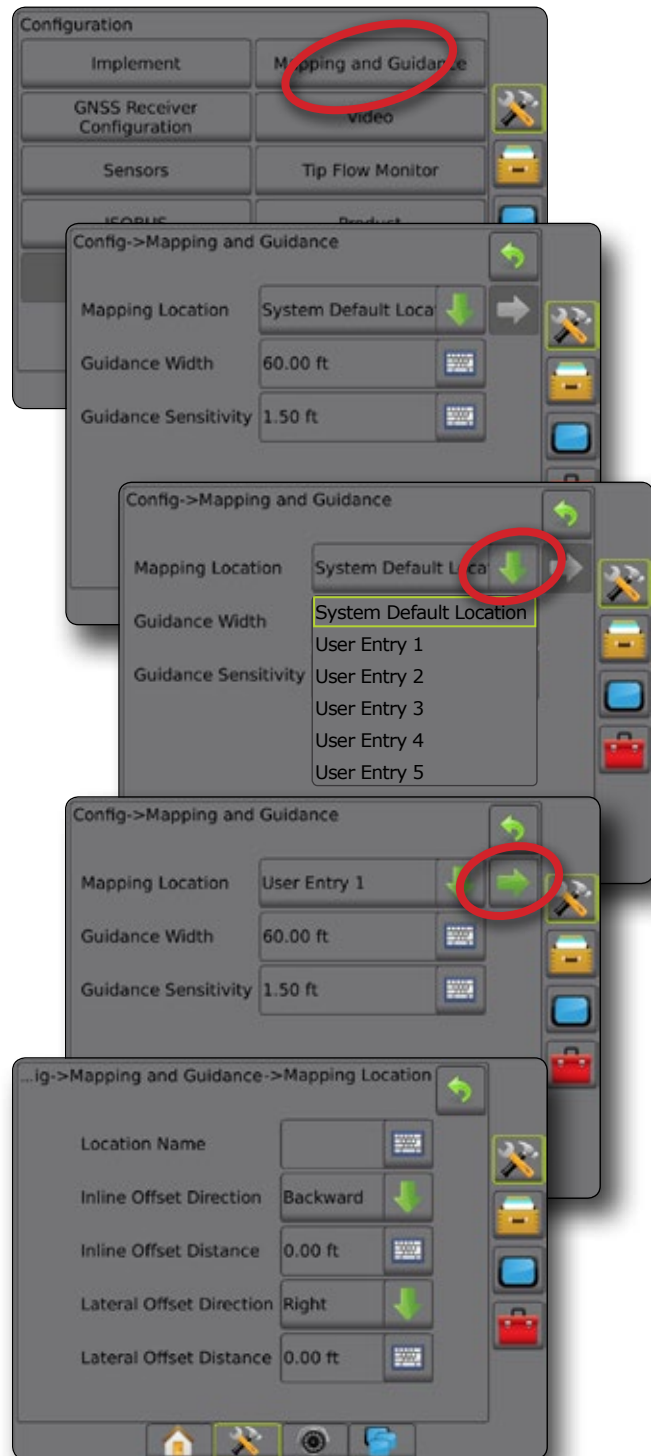 Configuration
Implement
Mapping and Guidance
GNSS Receiver
Configuration
Video
Sensors
Tip Flow Monitor
ISOBUS
Product
Config->Mapping and Guidance
Mapping Location
System Default Loca
Guidance Width
60.00 ft
Guidance Sensitivity
1.50 ft
Config->Mapping and Guidance
Mapping Location
System Default Loca
Guidance Width
System Default Location
User Entry 1
Guidance Sensitivity
User Entry 2
User Entry 3
User Entry 4
User Entry 5
Config->Mapping and Guidance
Mapping Location
User Entry 1
Guidance Width
60.00 ft
Guidance Sensitivity
1.50 ft
...ig->Mapping and Guidance->Mapping Location
Location Name
Inline Offset Direction
Backward
Inline Offset Distance
0.00 ft
Lateral Offset Direction
Right
Lateral Offset Distance
0.00 ft